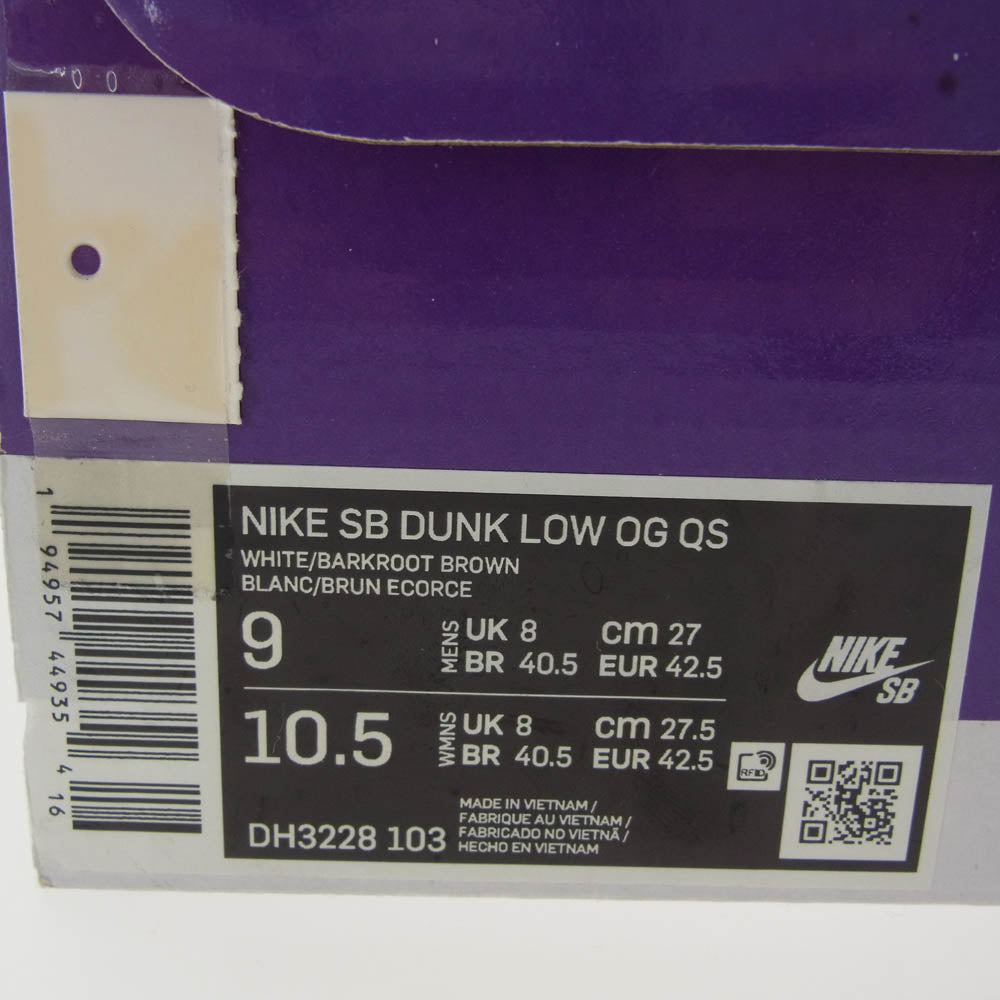 NIKE SB DUNK LOW OG QS
WHITE/BARKROOT BROWN
BLANC/BRUN ECORCE
9
MENS
UK 8 cm 27
BR 40.5 EUR 42.5
10.5
WMNS
UK 8 cm 27.5
BR 40.5 EUR 42.5
NIKE
SB
RFID
DH3228 103
MADE IN VIETNAM /
FABRIQUE AU VIETNAM /
FABRICADO NO VIETNÃ /
HECHO EN VIETNAM
1 94957 44935 4 16